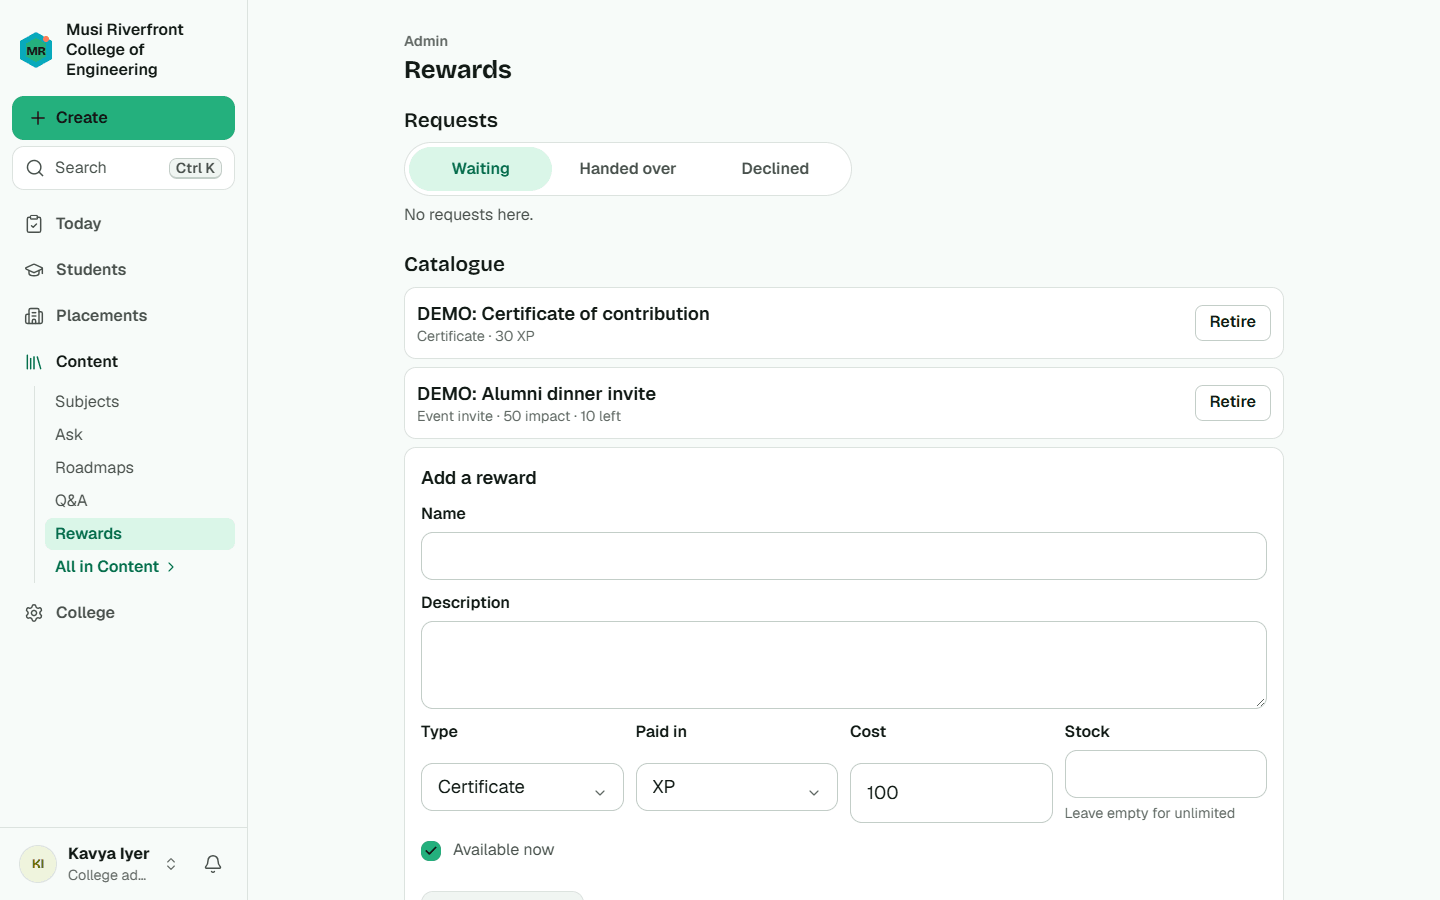 MR
Musi Riverfront
College of
Engineering
Create
Search
Ctrl K
Today
Students
Placements
Content
Subjects
Ask
Roadmaps
Q&A
Rewards
All in Content
College
KI
Kavya Iyer
College ad...
Admin
Rewards
Requests
Waiting
Handed over
Declined
No requests here.
Catalogue
DEMO: Certificate of contribution
Certificate · 30 XP
Retire
DEMO: Alumni dinner invite
Event invite · 50 impact · 10 left
Retire
Add a reward
Name
Description
Type
Paid in
Cost
Stock
Certificate
XP
100
Leave empty for unlimited
Available now